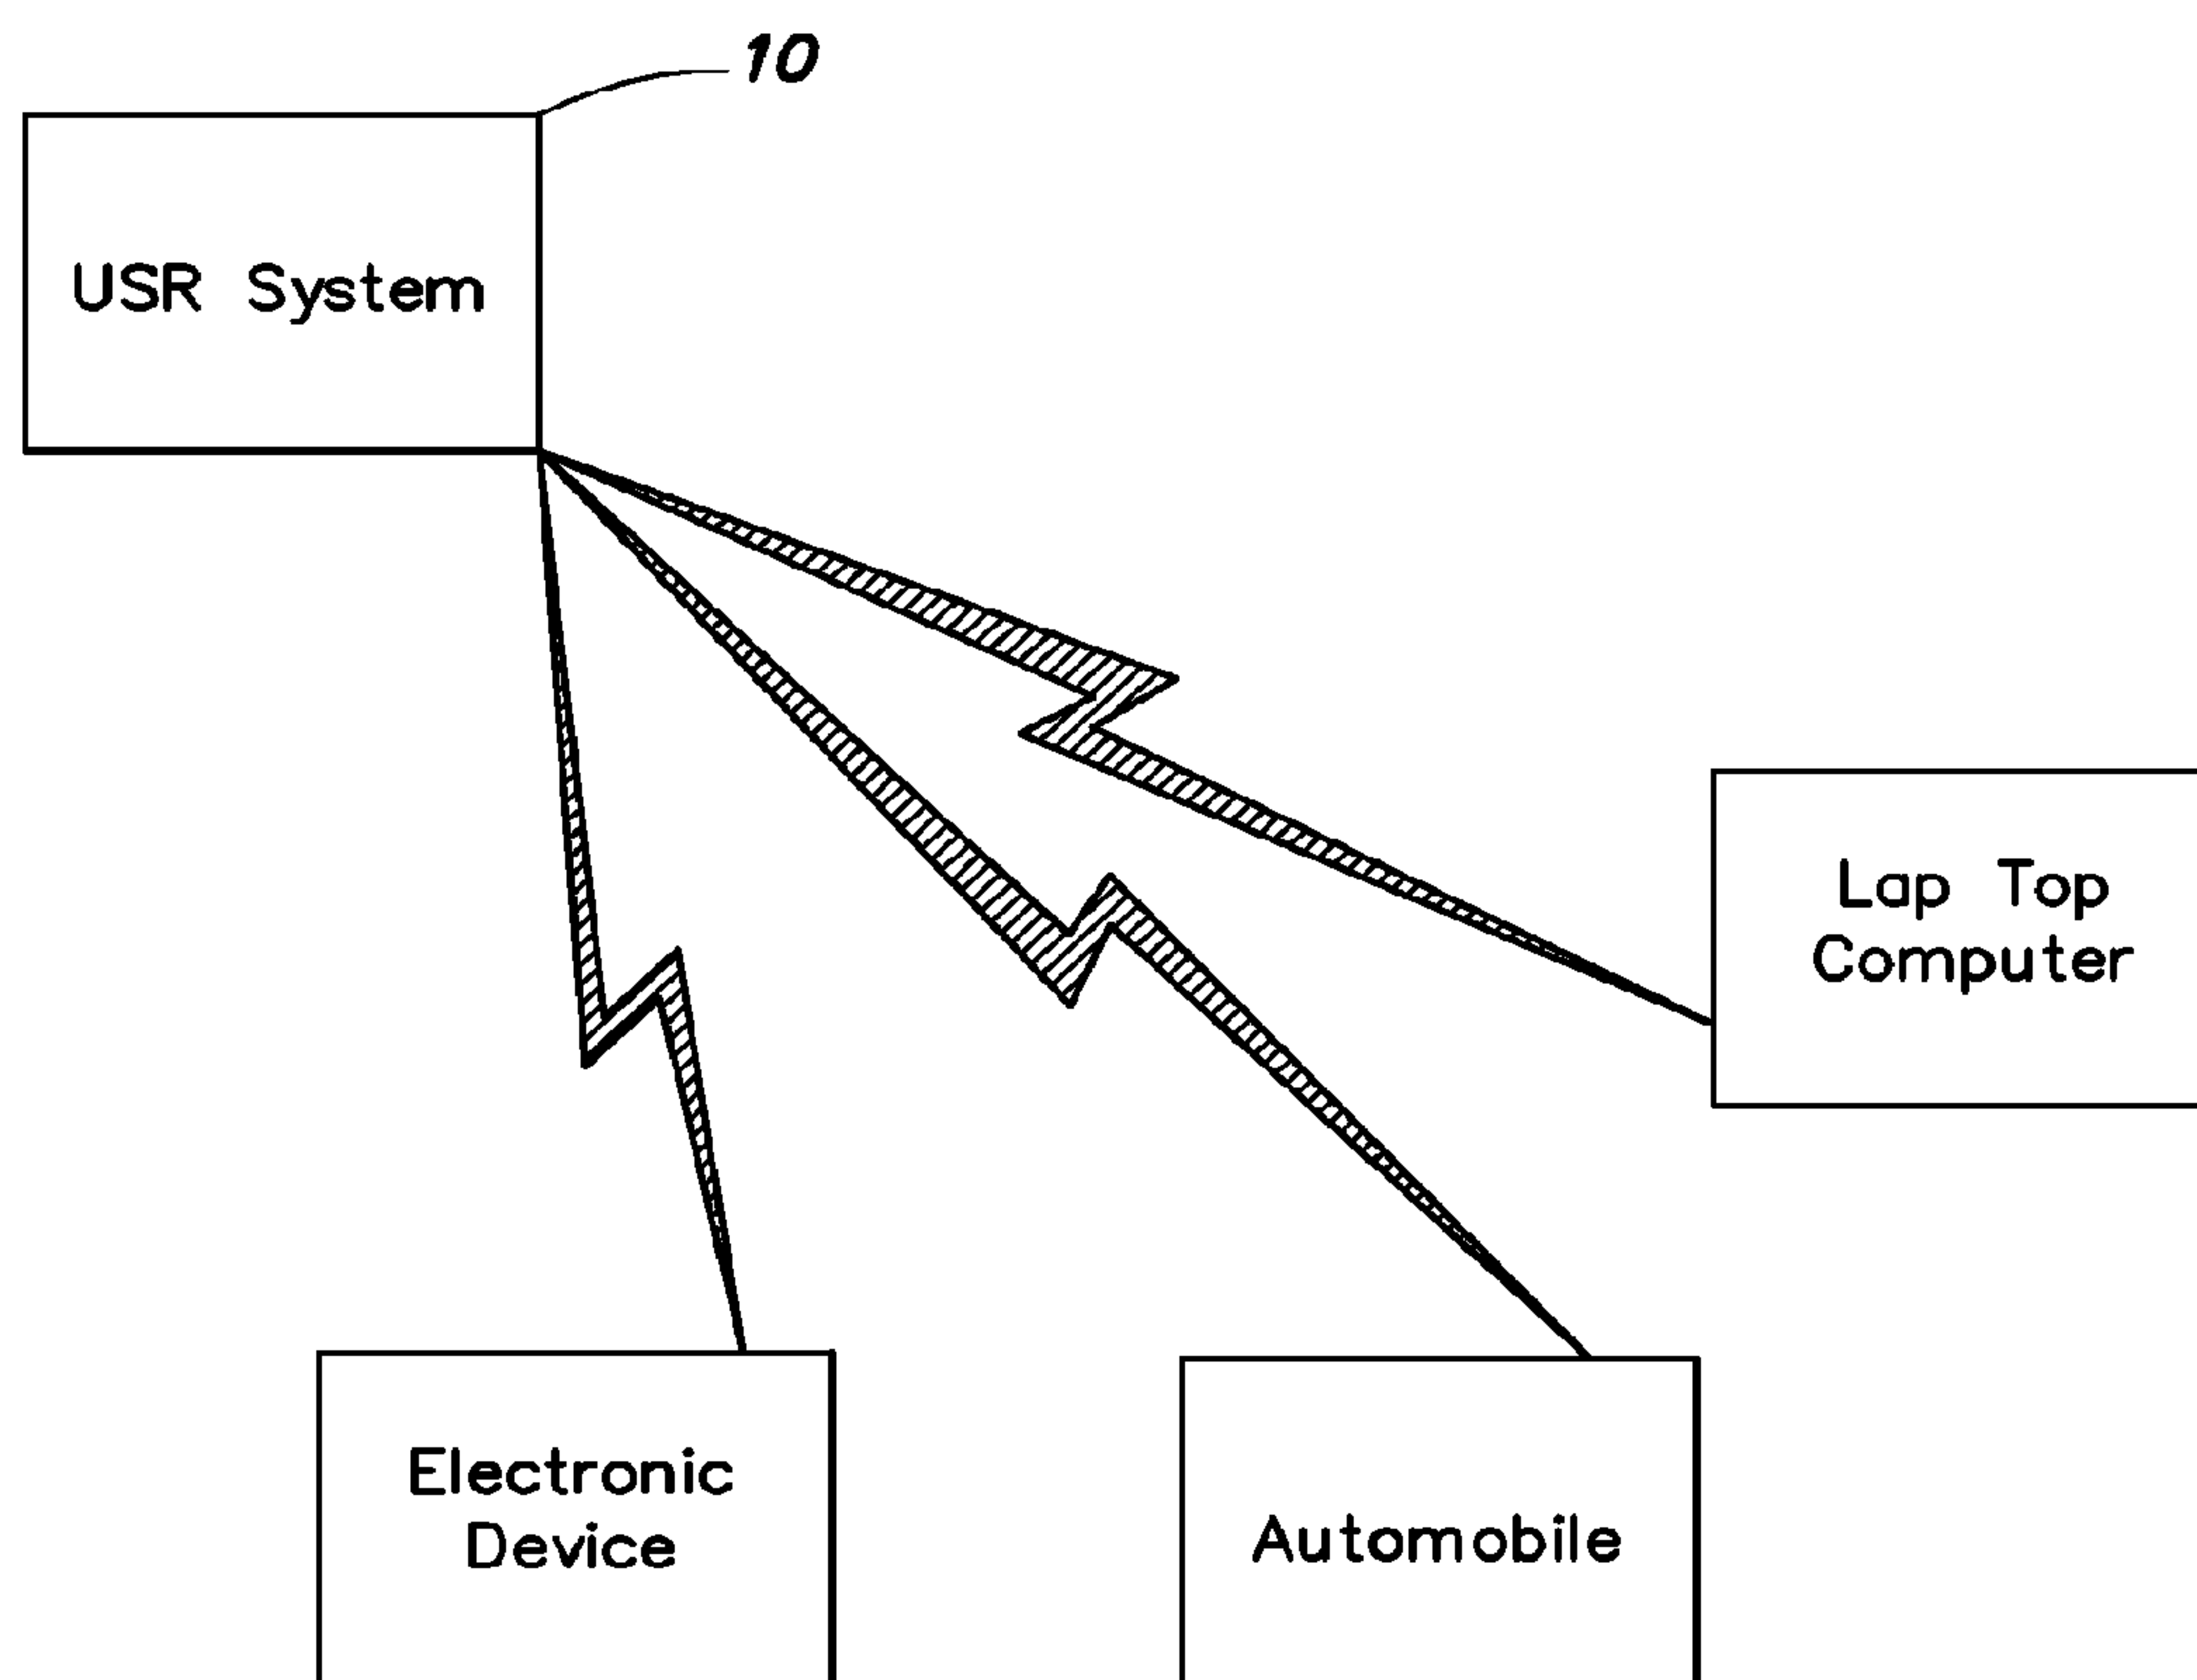 10
USR System
Lap Top
Computer
Electronic
Device
Automobile